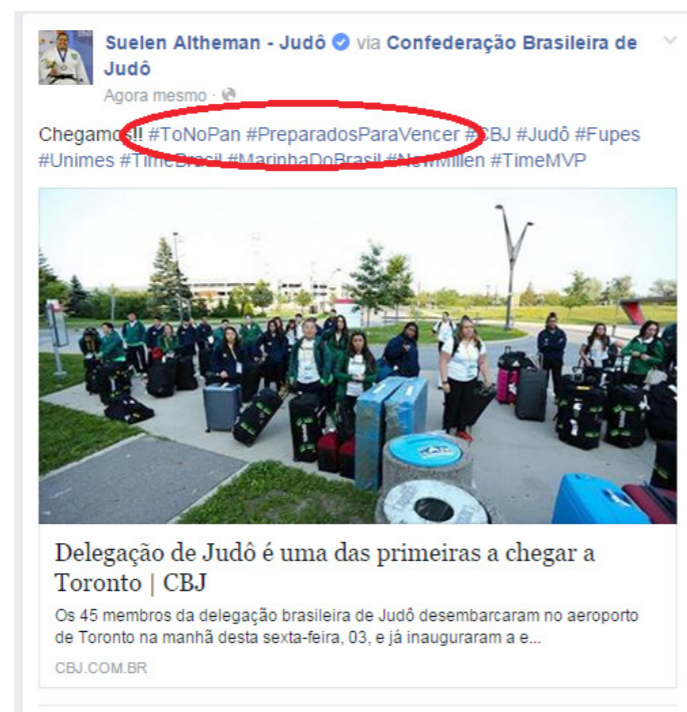 Suelen Altheman - Judô via Confederação Brasileira de
Judô
Agora mesmo ·
Chegamos!! #ToNoPan #PreparadosParaVencer #CBJ #Judô #Fupes
#Unimes #TimeBrasil #MarinhaDoBrasil #NewMillen #TimeMVP
Delegação de Judô é uma das primeiras a chegar a
Toronto | CBJ
Os 45 membros da delegação brasileira de Judô desembarcaram no aeroporto
de Toronto na manhã desta sexta-feira, 03, e já inauguraram a e...
CBJ.COM.BR